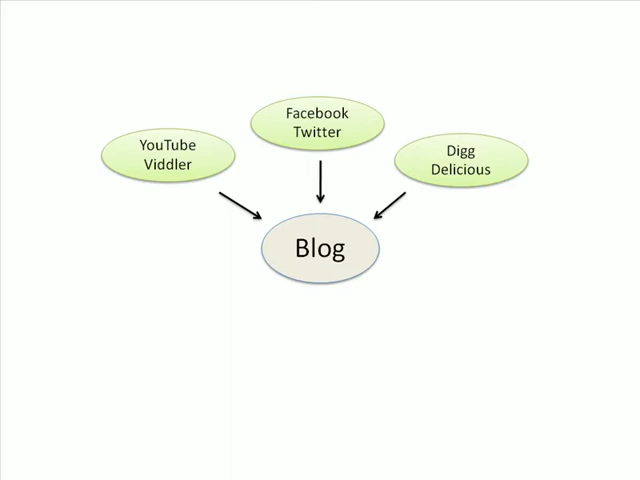 Facebook
Twitter
YouTube
Viddler
Digg
Delicious
Blog